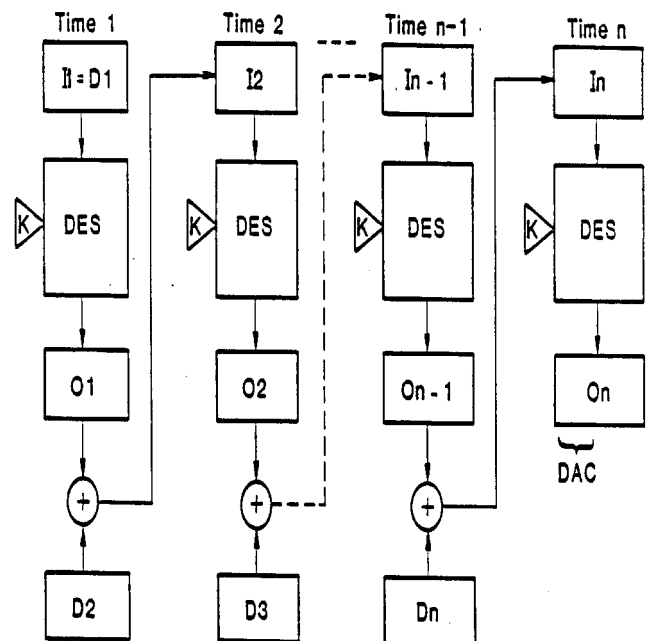 Time 1 Time 2 Time n-1 Time n
I1 = D1 I2 In - 1 In
K DES K DES K DES K DES
O1 O2 On - 1 On
DAC
+ + +
D2 D3 Dn